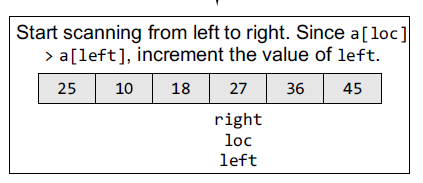 Start scanning from left to right. Since a[loc]
> a[left], increment the value of left.
25 10 18 27 36 45
right
loc
left